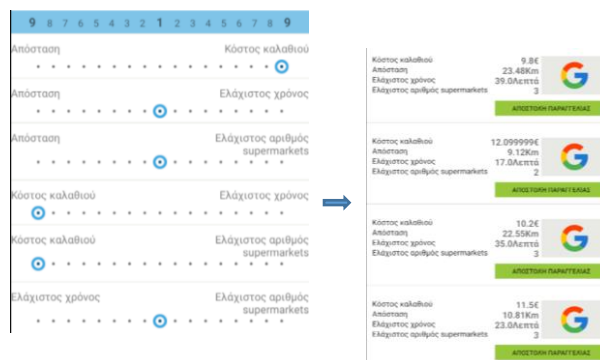 9 8 7 6 5 4 3 2 1 2 3 4 5 6 7 8 9
Απόσταση Κόστος καλαθιού
Απόσταση Ελάχιστος χρόνος
Απόσταση Ελάχιστος αριθμός
supermarkets
Κόστος καλαθιού Ελάχιστος χρόνος
Κόστος καλαθιού Ελάχιστος αριθμός
supermarkets
Ελάχιστος χρόνος Ελάχιστος αριθμός
supermarkets
Κόστος καλαθιού 9.8€
Απόσταση 23.48Km
Ελάχιστος χρόνος 39.0Λεπτά
Ελάχιστος αριθμός supermarkets 3
ΑΠΟΣΤΟΛΗ ΠΑΡΑΓΓΕΛΙΑΣ
Κόστος καλαθιού 12.099999€
Απόσταση 9.12Km
Ελάχιστος χρόνος 17.0Λεπτά
Ελάχιστος αριθμός supermarkets 2
ΑΠΟΣΤΟΛΗ ΠΑΡΑΓΓΕΛΙΑΣ
Κόστος καλαθιού 10.2€
Απόσταση 22.55Km
Ελάχιστος χρόνος 35.0Λεπτά
Ελάχιστος αριθμός supermarkets 3
ΑΠΟΣΤΟΛΗ ΠΑΡΑΓΓΕΛΙΑΣ
Κόστος καλαθιού 11.5€
Απόσταση 10.81Km
Ελάχιστος χρόνος 23.0Λεπτά
Ελάχιστος αριθμός supermarkets 3
ΑΠΟΣΤΟΛΗ ΠΑΡΑΓΓΕΛΙΑΣ